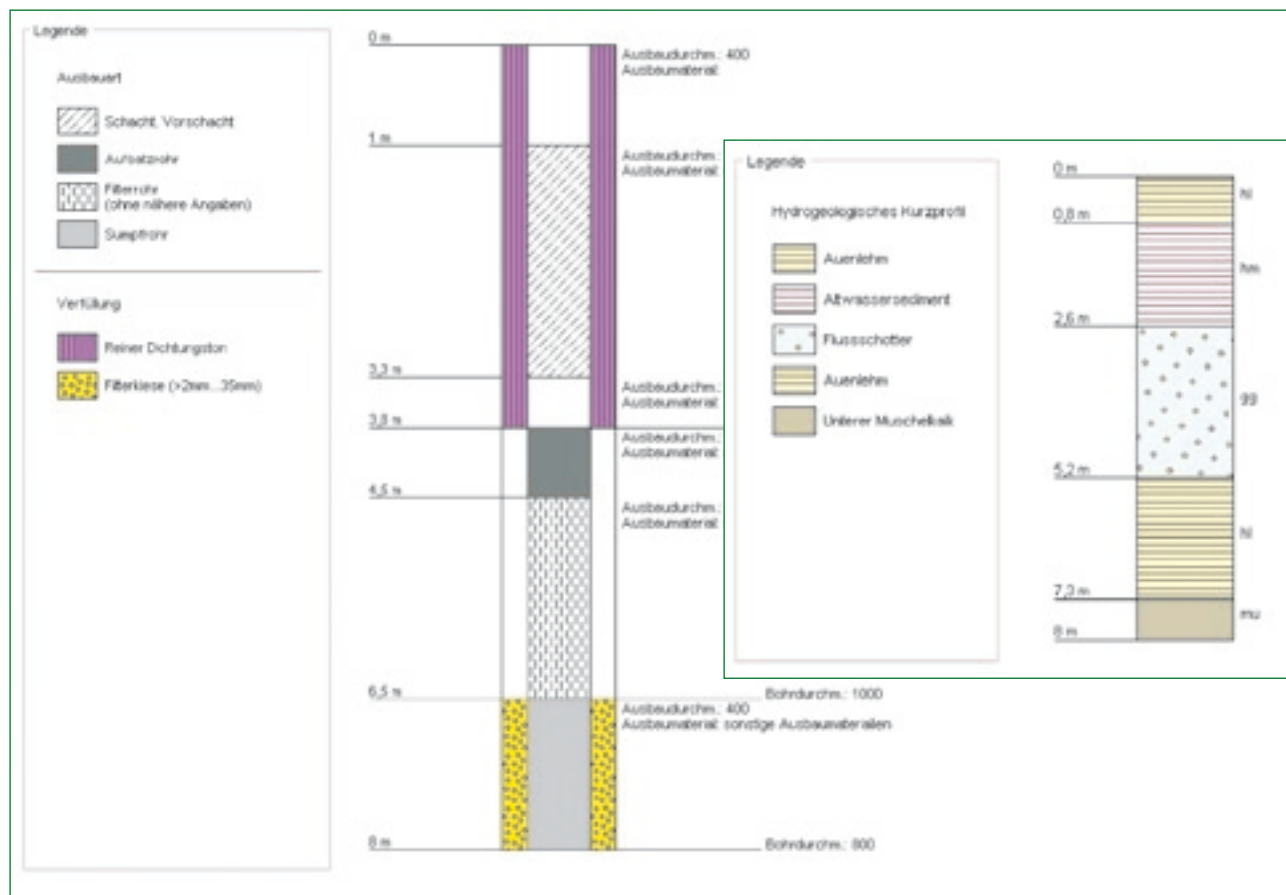 Legende
Ausbauart
Schacht, Vorschacht
Aufsatzrohr
Filterrohr
(ohne nähere Angaben)
Sumpfrohr
Verfüllung
Reiner Dichtungston
Filterkiese (>2mm...35mm)
0 m
Ausbaudurchm.: 400
Ausbaumaterial:
1 m
Ausbaudurchm.:
Ausbaumaterial:
3,3 m
Ausbaudurchm.:
Ausbaumaterial:
3,8 m
Ausbaudurchm.:
Ausbaumaterial:
4,5 m
Ausbaudurchm.:
Ausbaumaterial:
6,5 m
Bohrdurchm.: 1000
Ausbaudurchm.: 400
Ausbaumaterial: sonstige Ausbaumaterialen
8 m
Bohrdurchm.: 800
Legende
Hydrogeologisches Kurzprofil
Auenlehm
Altwassersediment
Flussschotter
Auenlehm
Unterer Muschelkalk
0 m
hl
0,8 m
hm
2,6 m
gg
5,2 m
hl
7,3 m
mu
8 m